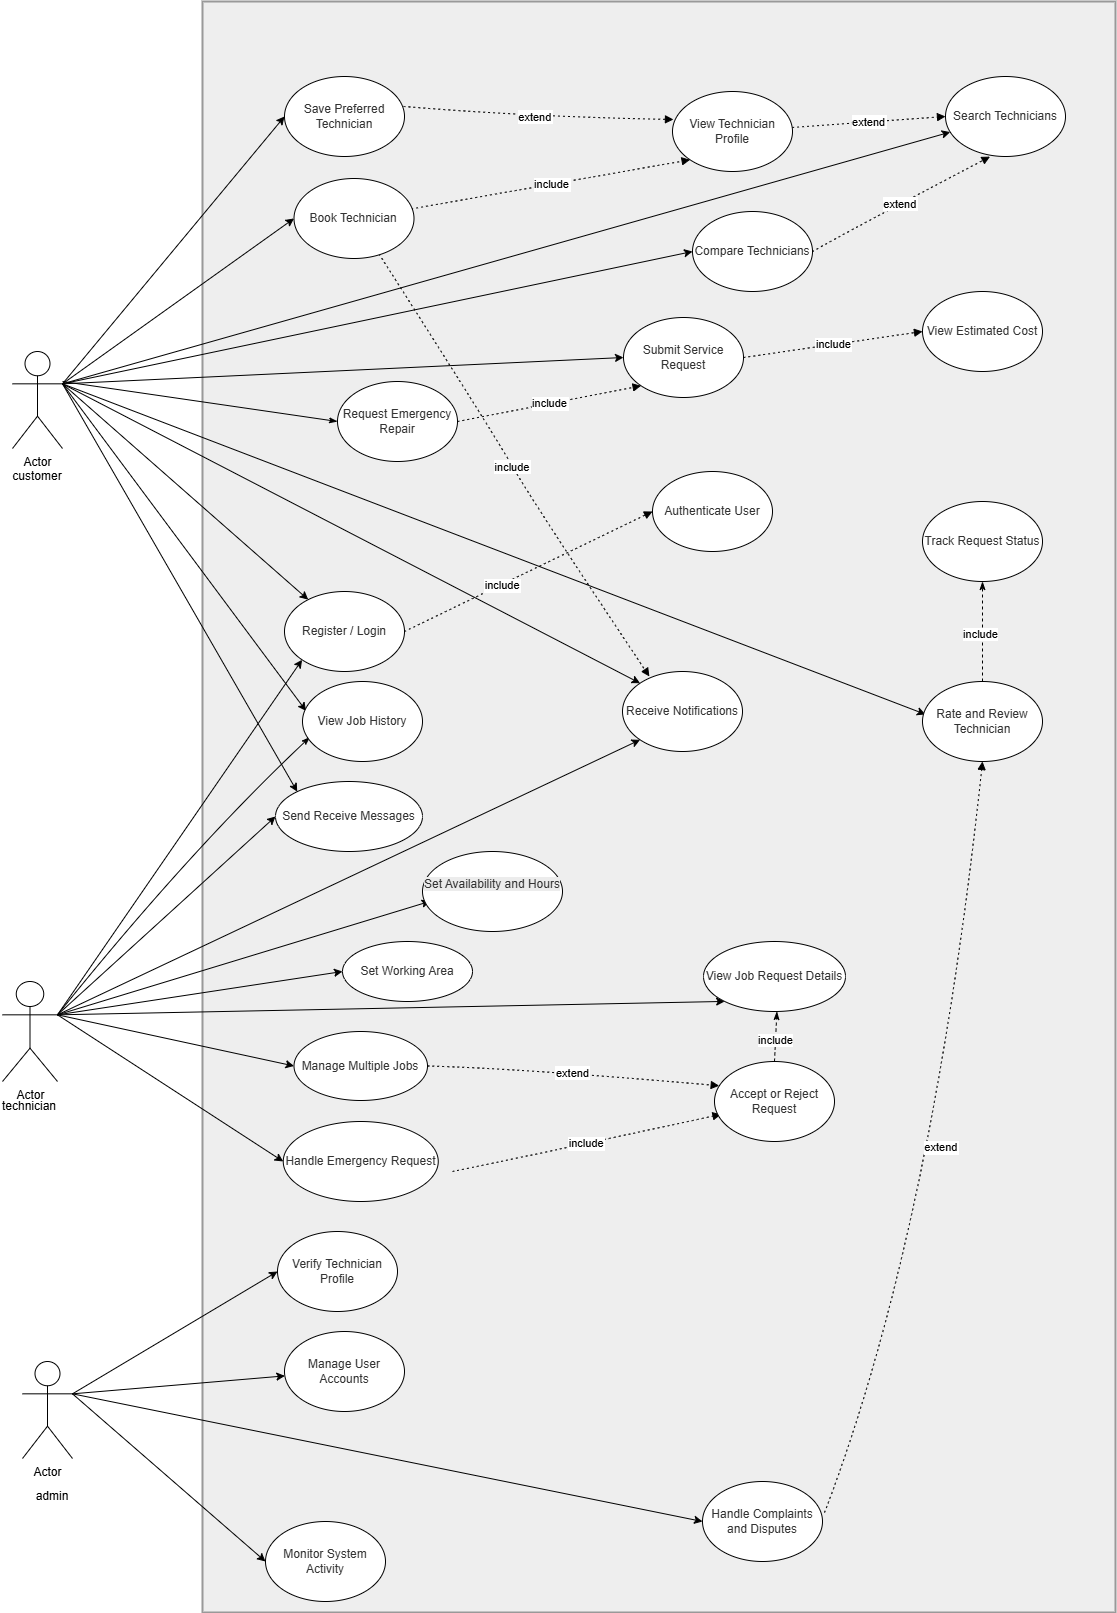 Save Preferred
Technician
extend
View Technician
Profile
extend
Search Technicians
include
Book Technician
extend
Compare Technicians
View Estimated Cost
Submit Service
Request
include
Request Emergency
Repair
include
Actor
customer
include
Authenticate User
Track Request Status
include
Register / Login
include
View Job History
Receive Notifications
Rate and Review
Technician
Send Receive Messages
Set Availability and Hours
Set Working Area
View Job Request Details
include
Manage Multiple Jobs
extend
Accept or Reject
Request
Actor
technician
include
extend
Handle Emergency Request
Verify Technician
Profile
Manage User
Accounts
Actor
admin
Handle Complaints
and Disputes
Monitor System
Activity